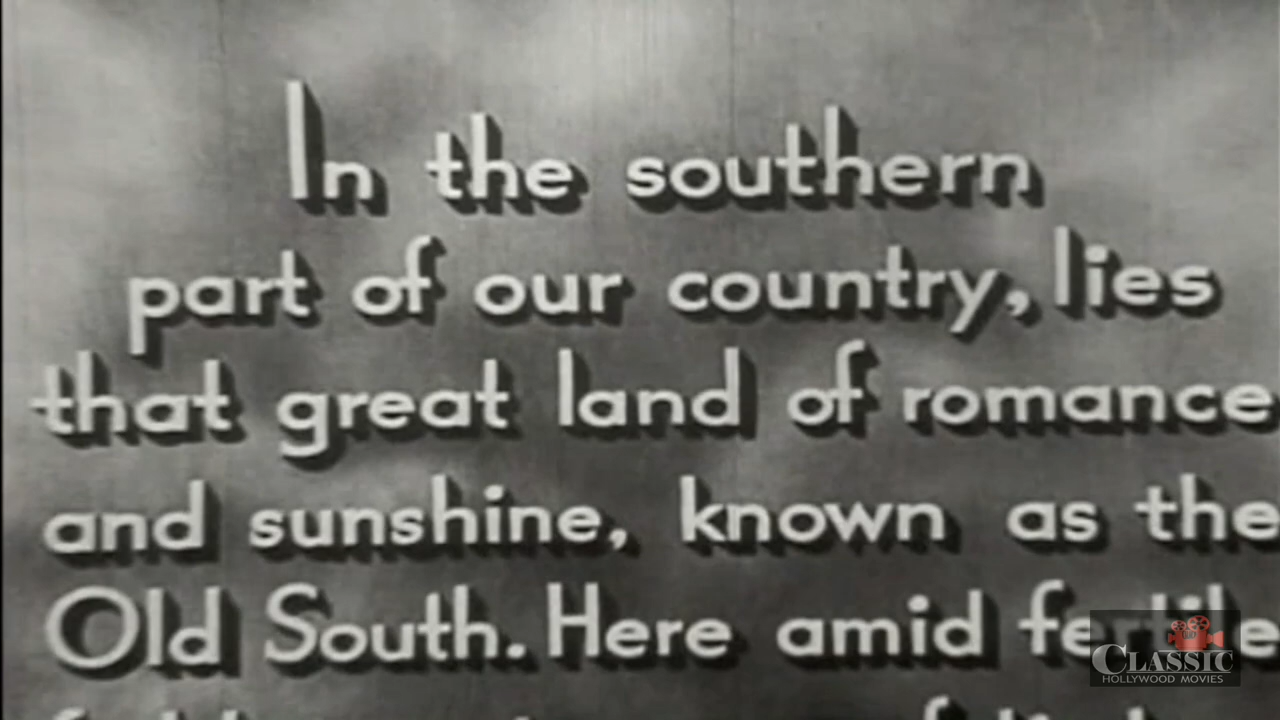 In the southern
part of our country, lies
that great land of romance
and sunshine, known as the
Old South. Here amid fertile
CLASSIC
HOLLYWOOD MOVIES